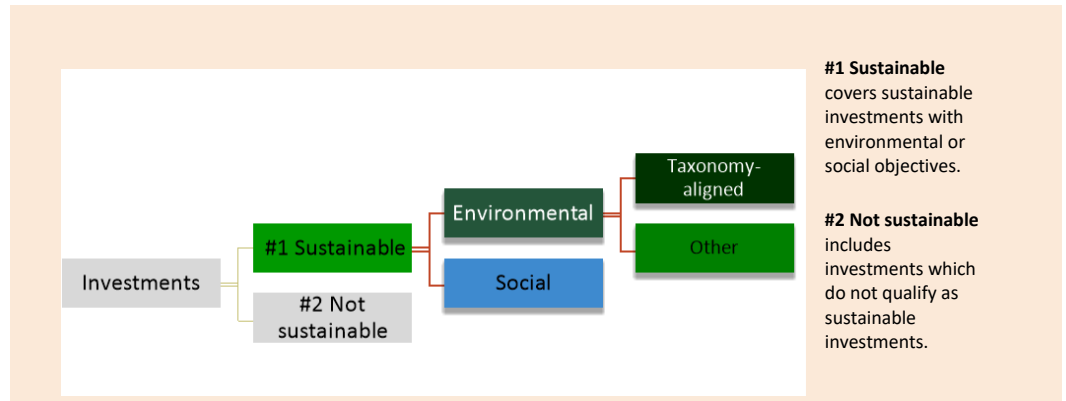 Investments
#1 Sustainable
#2 Not
sustainable
Environmental
Social
Taxonomy-
aligned
Other
#1 Sustainable
covers sustainable
investments with
environmental or
social objectives.
#2 Not sustainable
includes
investments which
do not qualify as
sustainable
investments.